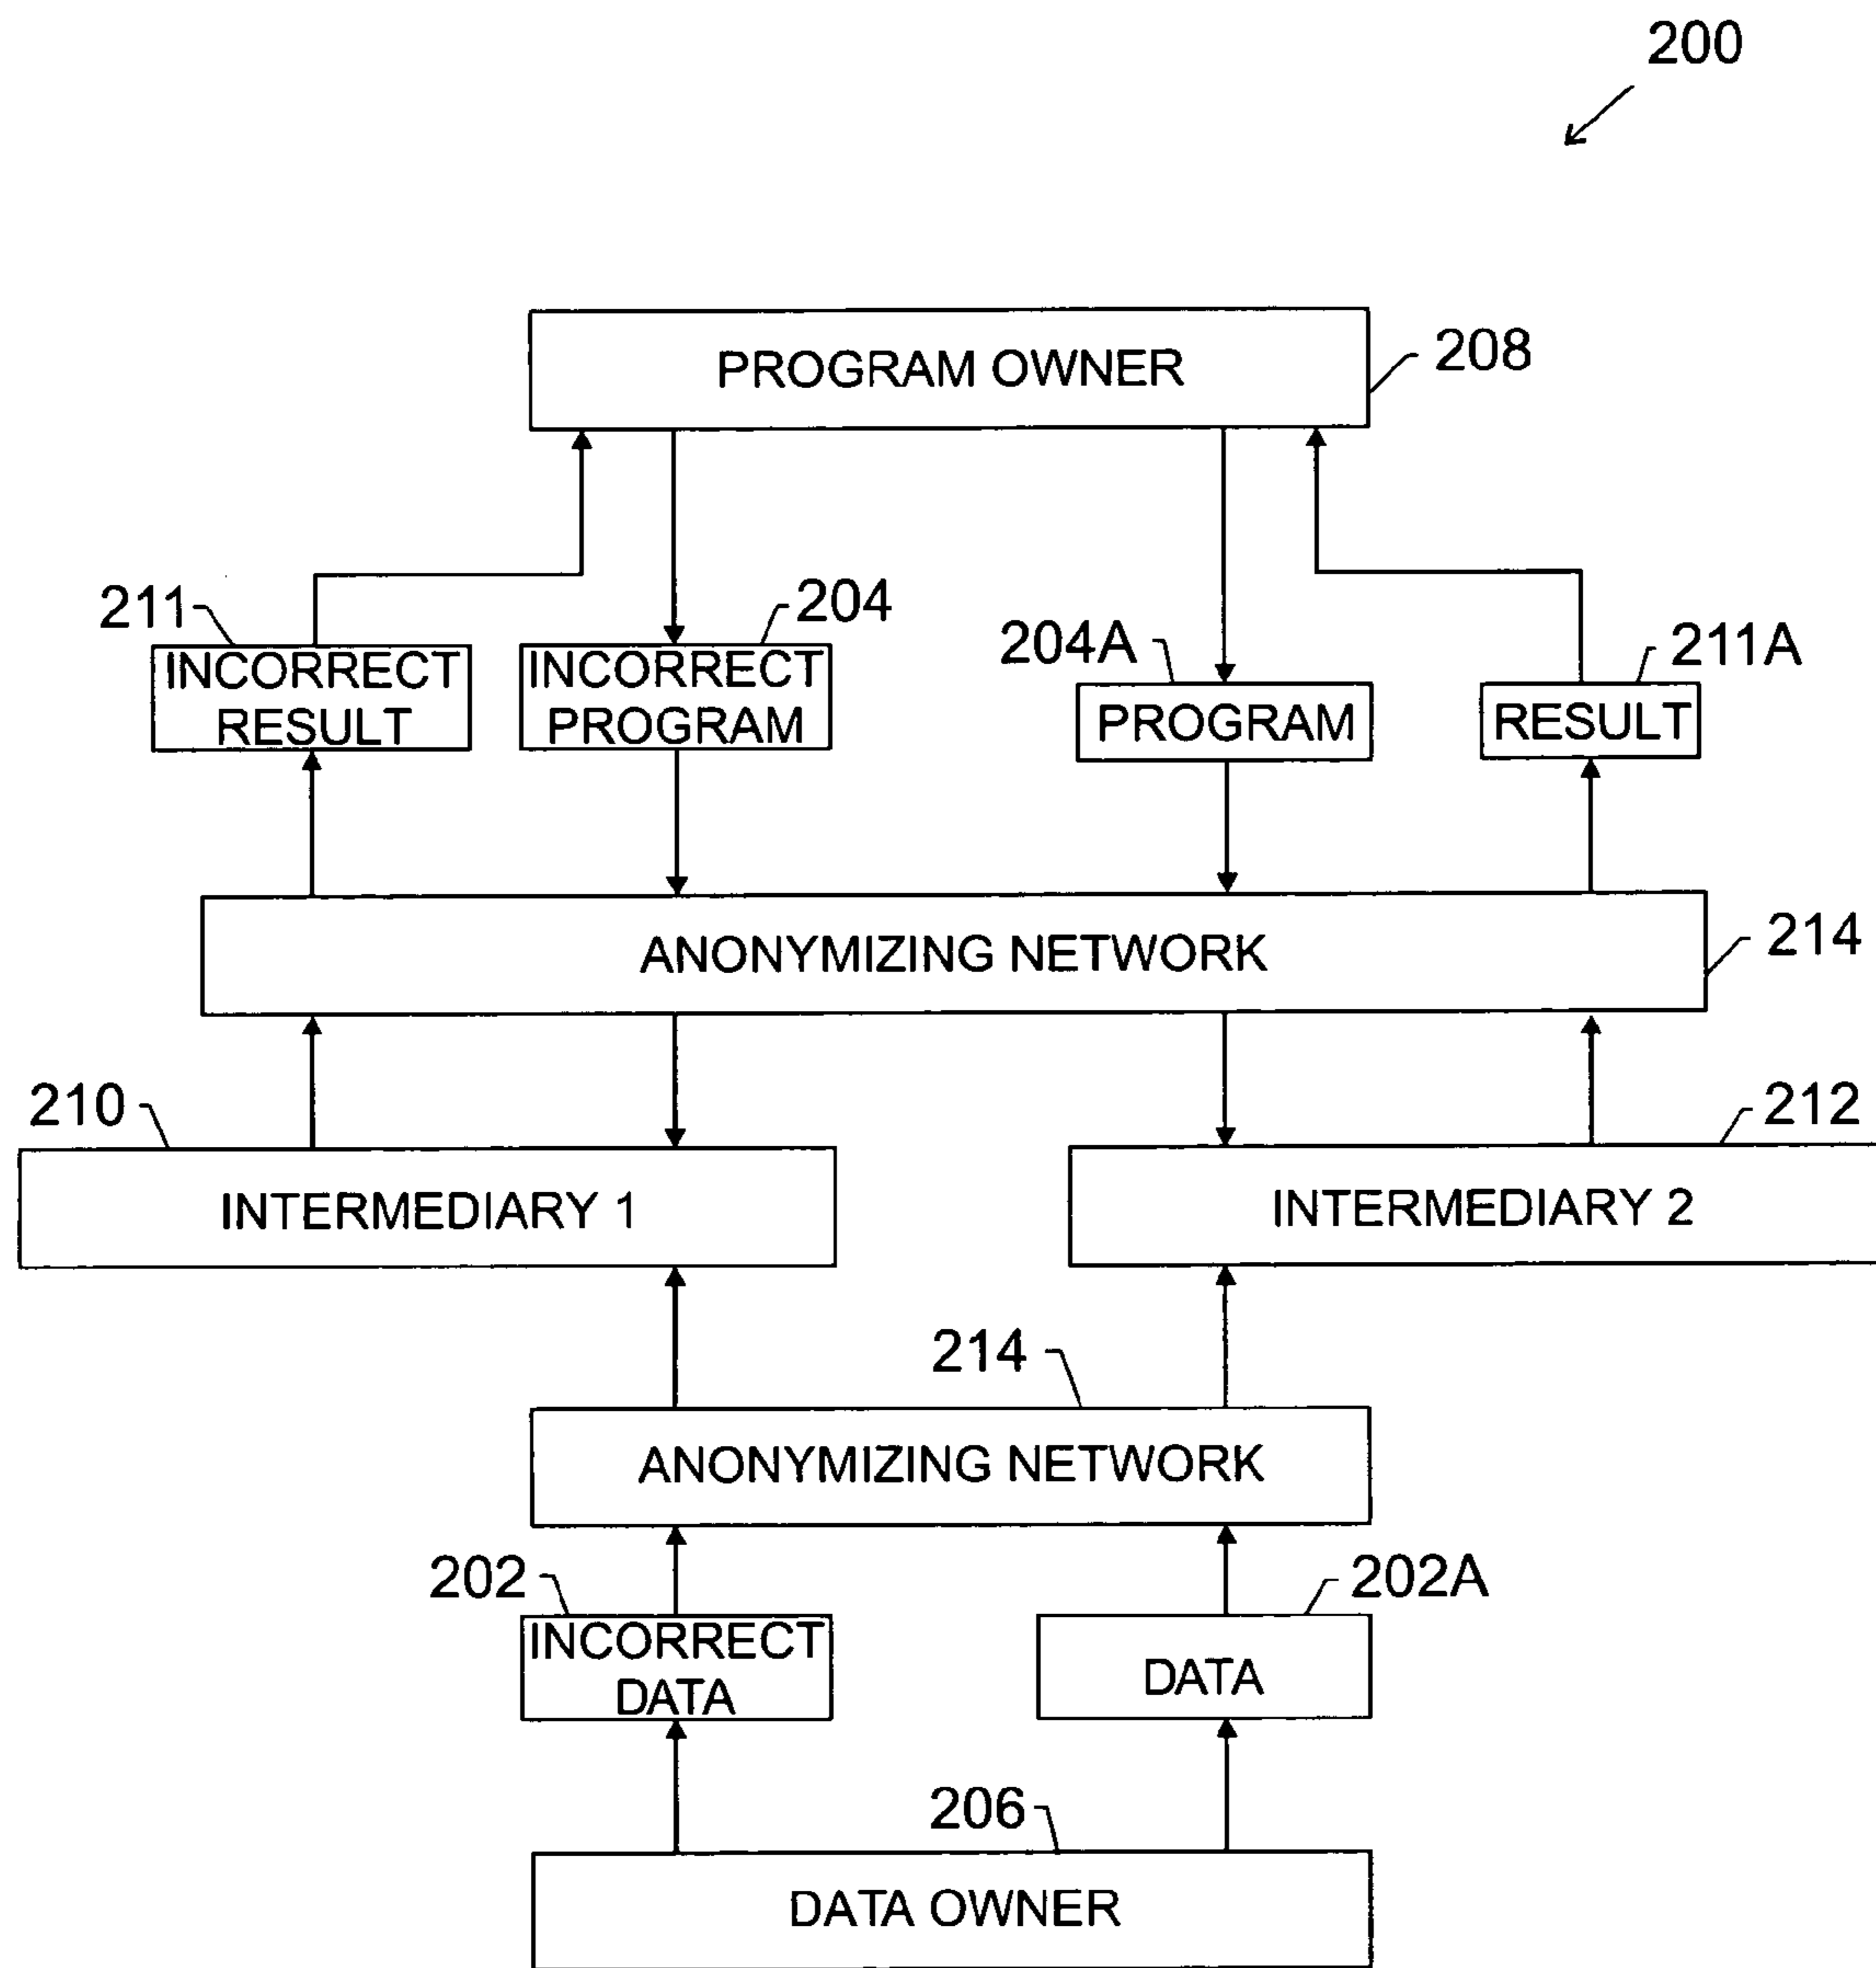 200
PROGRAM OWNER
208
211
INCORRECT
RESULT
204
INCORRECT
PROGRAM
204A
PROGRAM
211A
RESULT
ANONYMIZING NETWORK
214
210
INTERMEDIARY 1
212
INTERMEDIARY 2
214
ANONYMIZING NETWORK
202
INCORRECT
DATA
202A
DATA
206
DATA OWNER